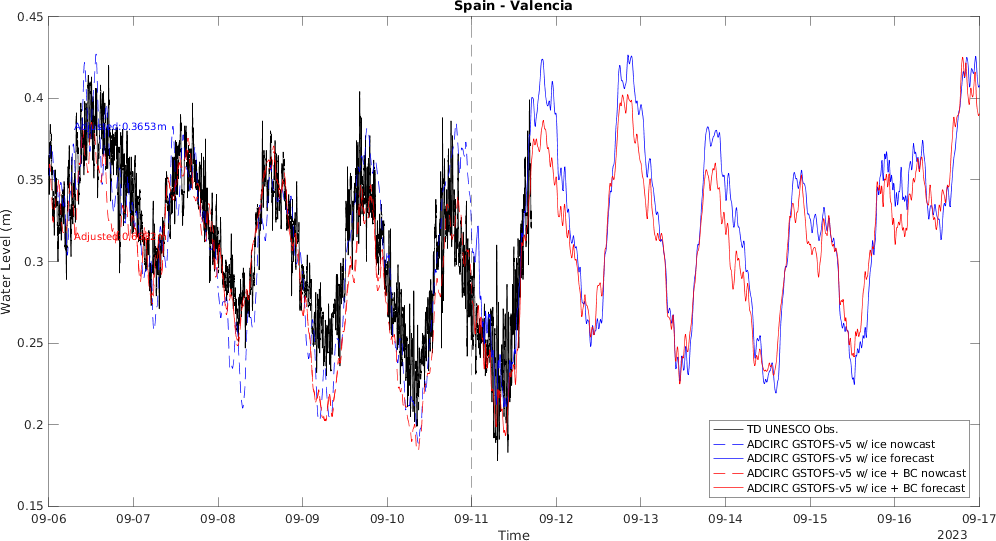 Spain - Valencia
0.45
0.4
0.35
0.3
0.25
0.2
0.15
Water Level (m)
:0.3653m
Adjusted
09-06
09-07
09-08
09-09
09-10
09-11
09-12
09-13
09-14
09-15
09-16
09-17
Time
2023
TD UNESCO Obs.
ADCIRC GSTOFS-v5 w/ ice nowcast
ADCIRC GSTOFS-v5 w/ ice forecast
ADCIRC GSTOFS-v5 w/ ice + BC nowcast
ADCIRC GSTOFS-v5 w/ ice + BC forecast